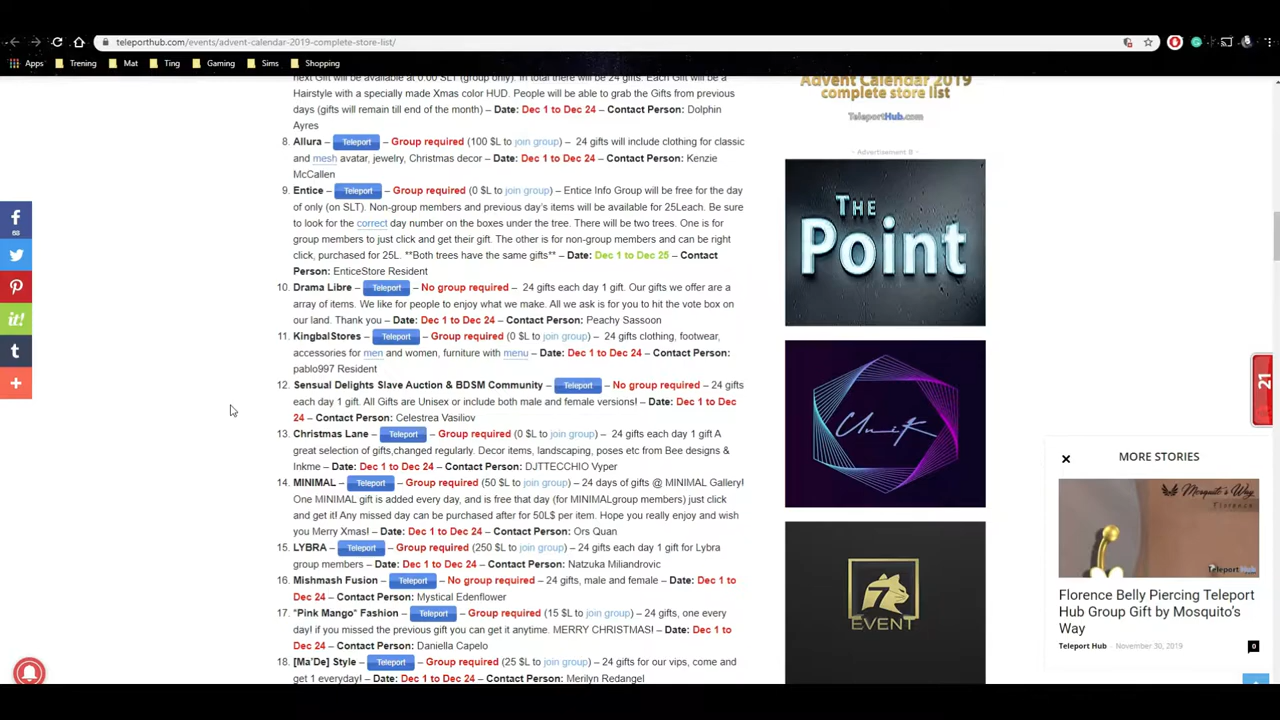 teleporthub.com/events/advent-calendar-2019-complete-store-list/
Apps Trening Mat Ting Gaming Sims Shopping
next Gift will be available at 0.00 SLT (group only). In total there will be 24 gifts. Each Gift will be a
Hairstyle with a specially made Xmas color HUD. People will be able to grab the Gifts from previous
days (gifts will remain till end of the month) – Date: Dec 1 to Dec 24 – Contact Person: Dolphin
Ayres
8. Allura – Teleport – Group required (100 $L to join group) – 24 gifts will include clothing for classic
and mesh avatar, jewelry, Christmas decor – Date: Dec 1 to Dec 24 – Contact Person: Kenzie
McCallen
9. Entice – Teleport – Group required (0 $L to join group) – Entice Info Group will be free for the day
of only (on SLT). Non-group members and previous day's items will be available for 25Leach. Be sure
to look for the correct day number on the boxes under the tree. There will be two trees. One is for
group members to just click and get their gift. The other is for non-group members and can be right
click, purchased for 25L. **Both trees have the same gifts** – Date: Dec 1 to Dec 25 – Contact
Person: EnticeStore Resident
10. Drama Libre – Teleport – No group required – 24 gifts each day 1 gift. Our gifts we offer are a
array of items. We like for people to enjoy what we make. All we ask is for you to hit the vote box on
our land. Thank you – Date: Dec 1 to Dec 24 – Contact Person: Peachy Sassoon
11. KingbalStores – Teleport – Group required (0 $L to join group) – 24 gifts clothing, footwear,
accessories for men and women, furniture with menu – Date: Dec 1 to Dec 24 – Contact Person:
pablo997 Resident
12. Sensual Delights Slave Auction & BDSM Community – Teleport – No group required – 24 gifts
each day 1 gift. All Gifts are Unisex or include both male and female versions! – Date: Dec 1 to Dec
24 – Contact Person: Celestrea Vasiliov
13. Christmas Lane – Teleport – Group required (0 $L to join group) – 24 gifts each day 1 gift A
great selection of gifts,changed regularly. Decor items, landscaping, poses etc from Bee designs &
Inkme – Date: Dec 1 to Dec 24 – Contact Person: DJTTECCHIO Vyper
14. MINIMAL – Teleport – Group required (50 $L to join group) – 24 days of gifts @ MINIMAL Gallery!
One MINIMAL gift is added every day, and is free that day (for MINIMALgroup members) just click
and get it! Any missed day can be purchased after for 50L$ per item. Hope you really enjoy and wish
you Merry Xmas! – Date: Dec 1 to Dec 24 – Contact Person: Ors Quan
15. LYBRA – Teleport – Group required (250 $L to join group) – 24 gifts each day 1 gift for Lybra
group members – Date: Dec 1 to Dec 24 – Contact Person: Natzuka Miliandrovic
16. Mishmash Fusion – Teleport – No group required – 24 gifts, male and female – Date: Dec 1 to
Dec 24 – Contact Person: Mystical Edenflower
17. *Pink Mango* Fashion – Teleport – Group required (15 $L to join group) – 24 gifts, one every
day! if you missed the previous gift you can get it anytime. MERRY CHRISTMAS! – Date: Dec 1 to
Dec 24 – Contact Person: Daniella Capelo
18. [Ma'De] Style – Teleport – Group required (25 $L to join group) – 24 gifts for our vips, come and
get 1 everyday! – Date: Dec 1 to Dec 24 – Contact Person: Merilyn Redangel
68
it!
Advent Calendar 2019
complete store list
TeleportHub.com
- Advertisement 8 -
THE
Point
UniK
7
EVENT
21
MORE STORIES
Mosquito's Way
Florence
TeleportHub
Florence Belly Piercing Teleport
Hub Group Gift by Mosquito's
Way
Teleport Hub - November 30, 2019 0